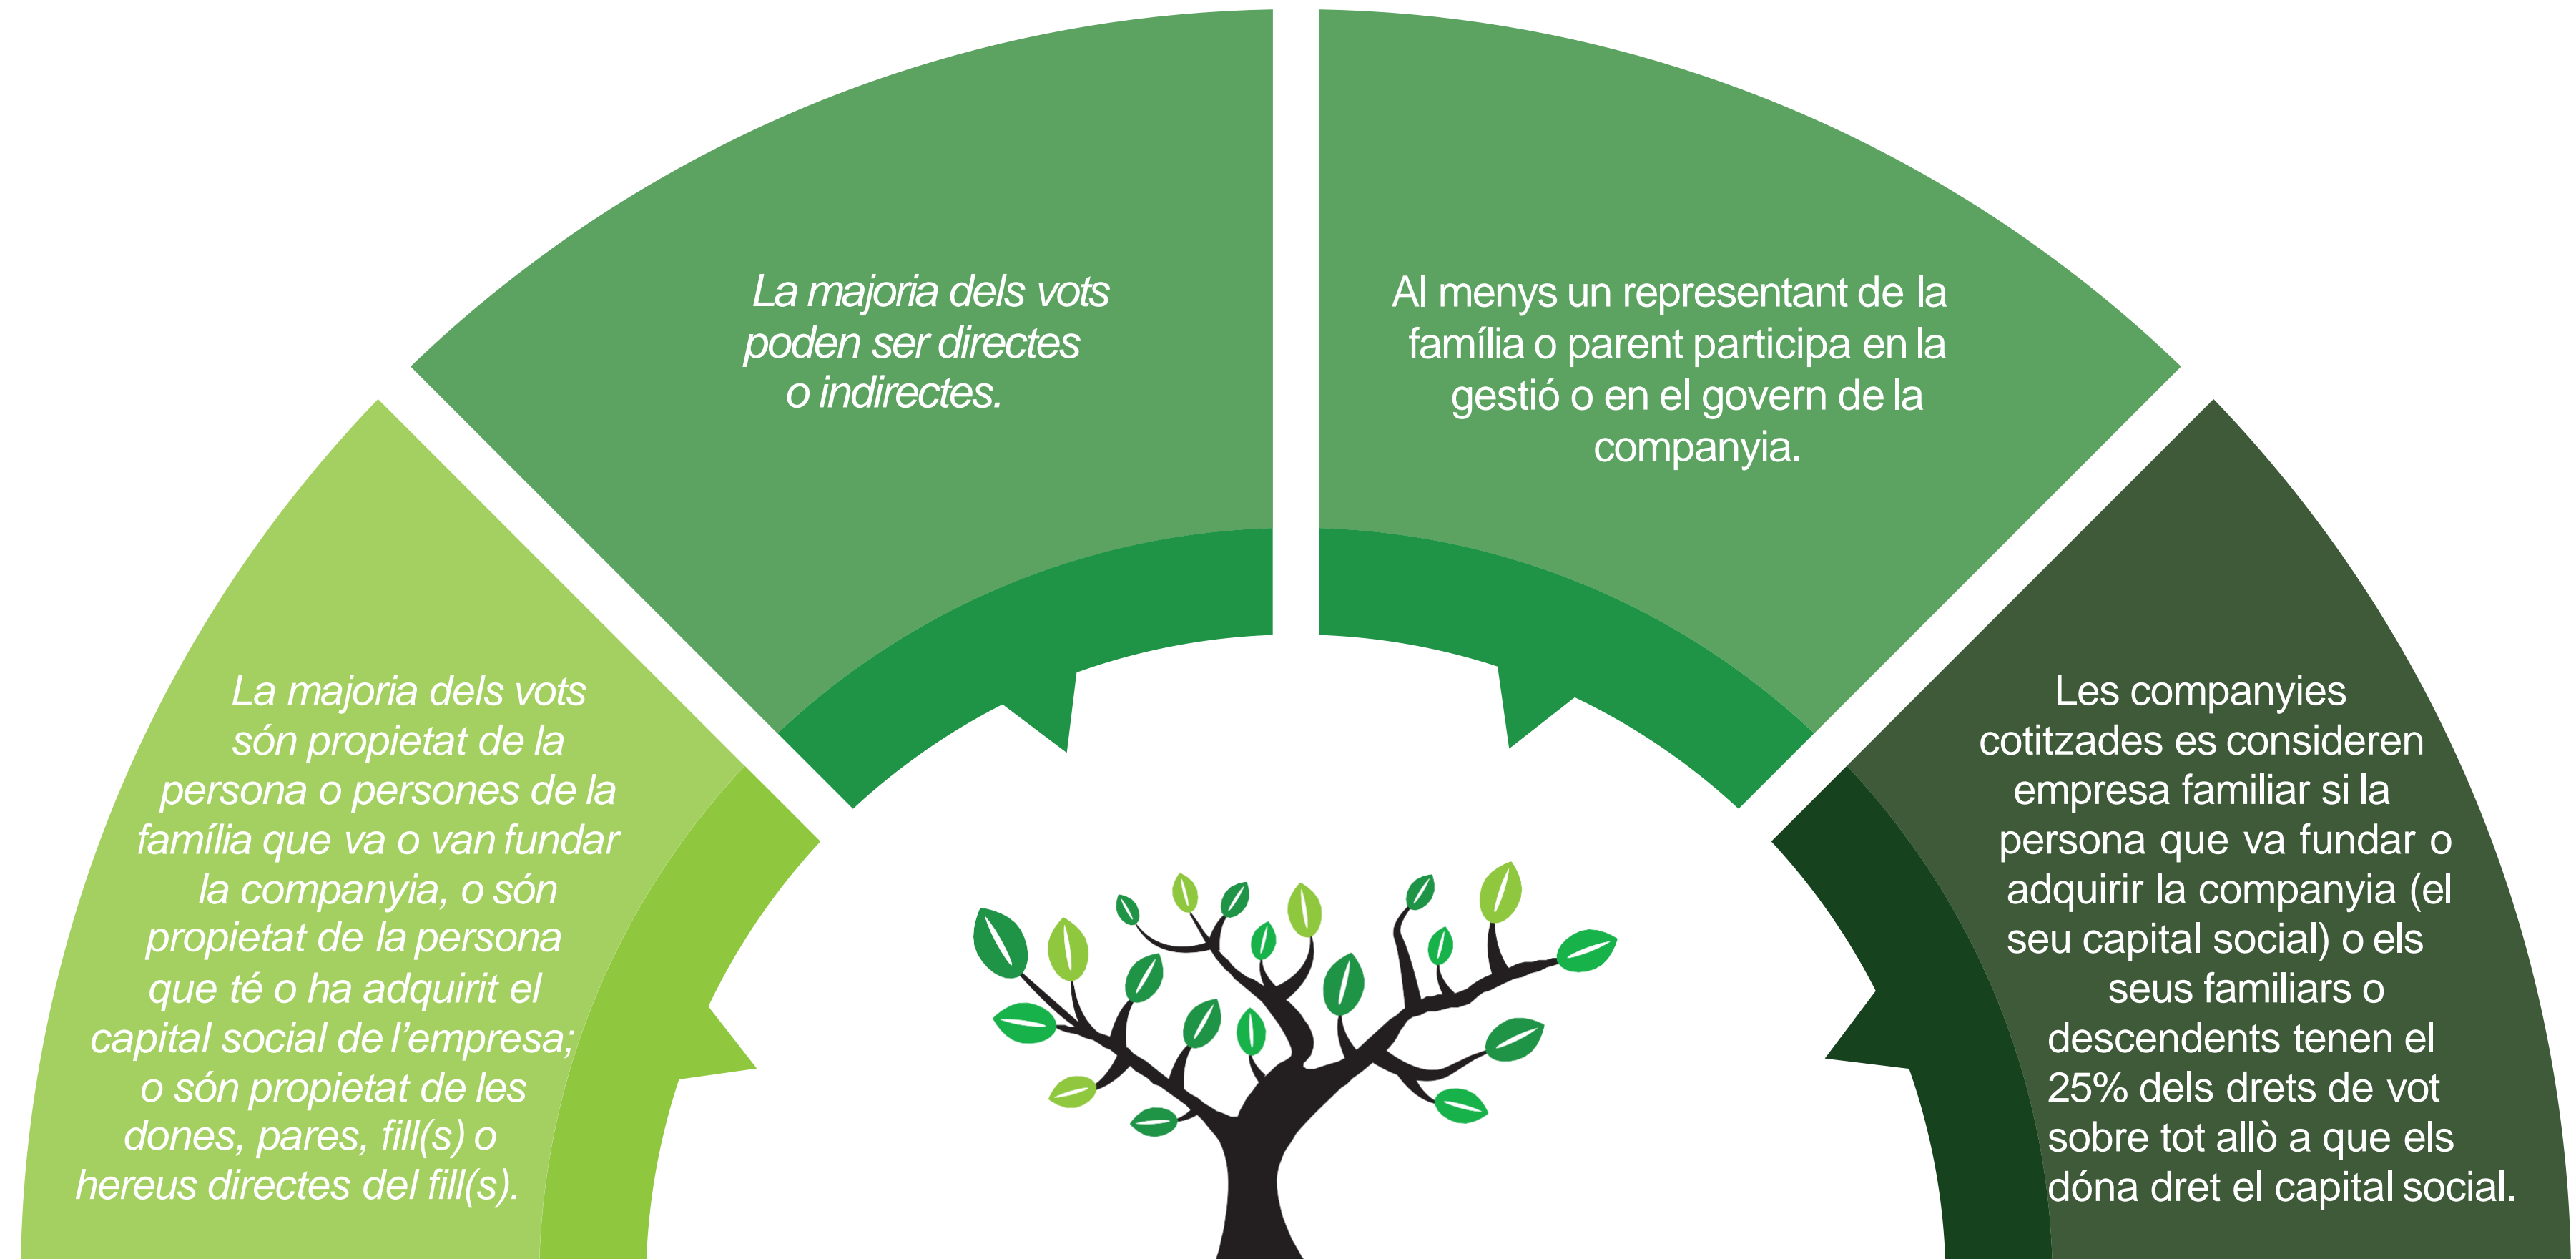 La majoria dels vots
són propietat de la
persona o persones de la
família que va o van fundar
la companyia, o són
propietat de la persona
que té o ha adquirit el
capital social de l’empresa;
o són propietat de les
dones, pares, fill(s) o
hereus directes del fill(s).
La majoria dels vots
poden ser directes
o indirectes.
Al menys un representant de la
família o parent participa en la
gestió o en el govern de la
companyia.
Les companyies
cotitzades es consideren
empresa familiar si la
persona que va fundar o
adquirir la companyia (el
seu capital social) o els
seus familiars o
descendents tenen el
25% dels drets de vot
sobre tot allò a que els
dóna dret el capital social.